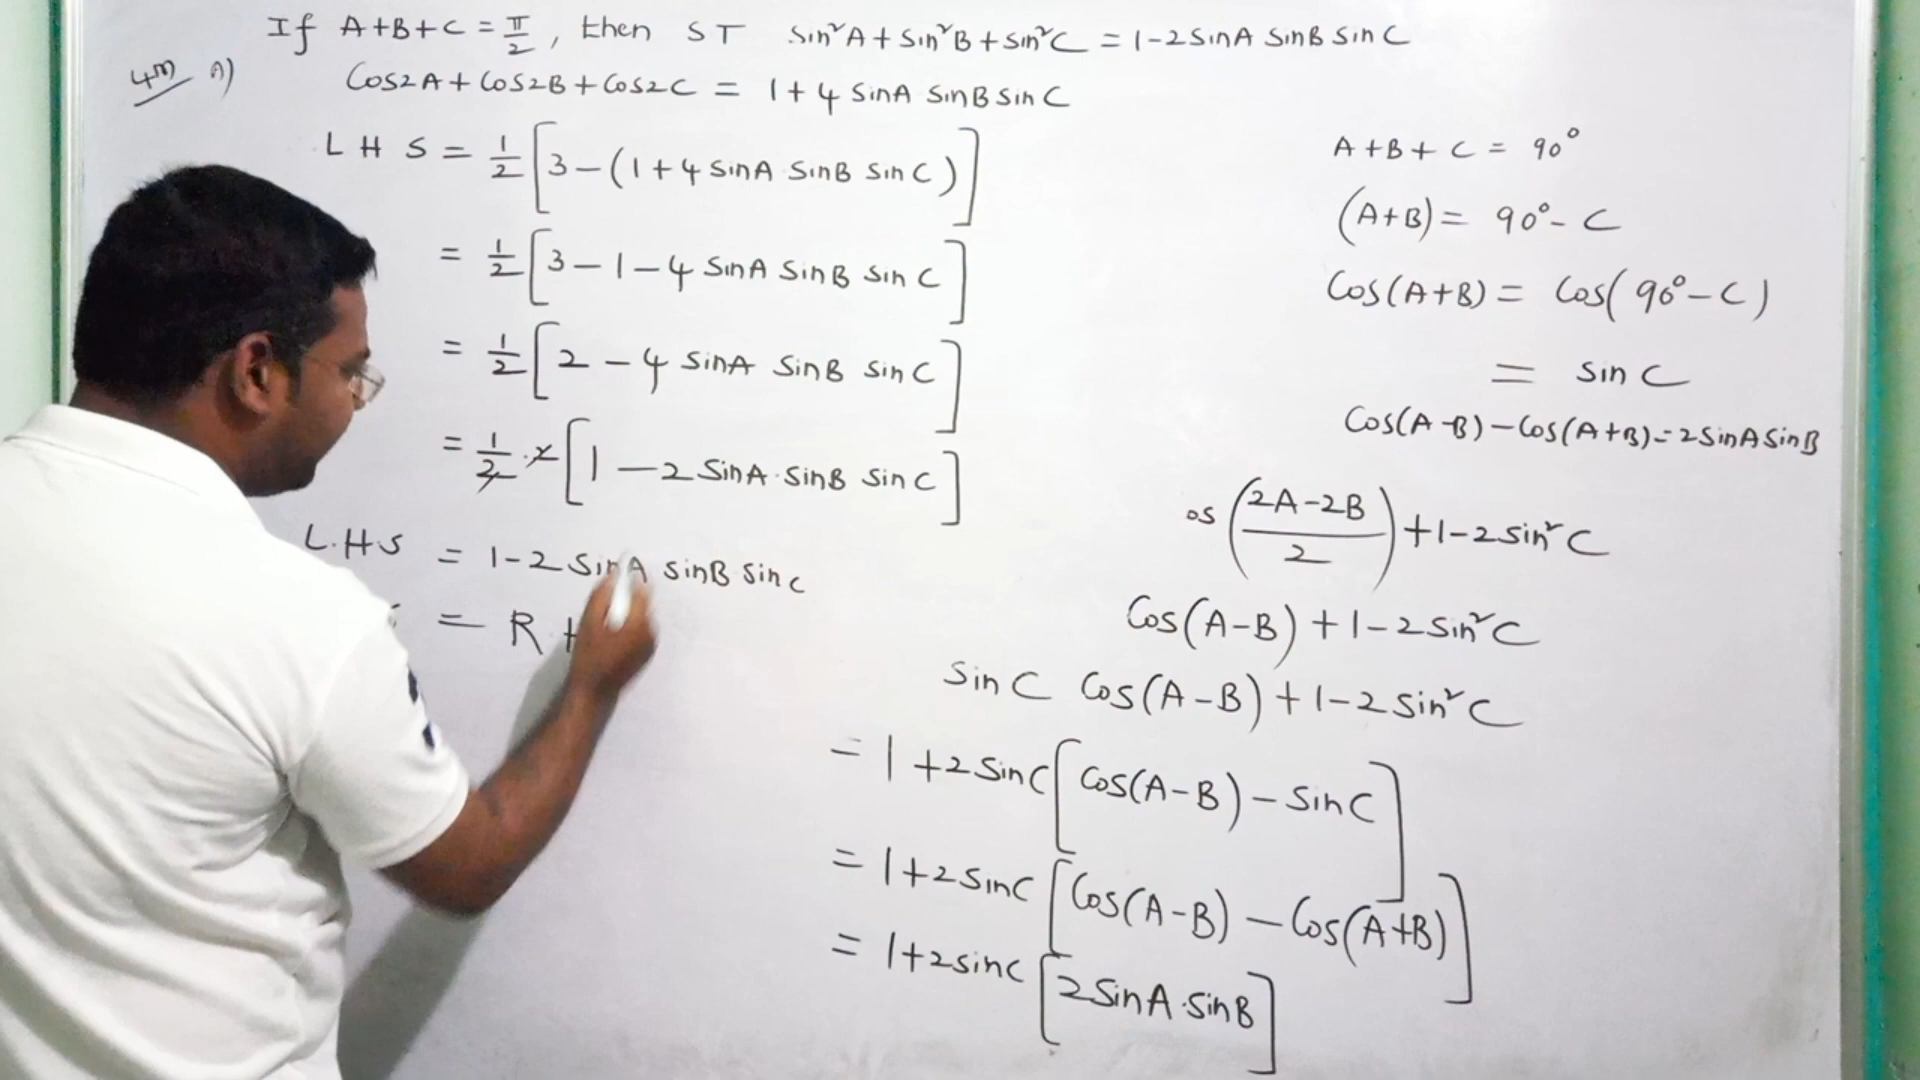 If A+B+C = π/2, then ST sin²A + sin²B + sin²C = 1-2sinA sinB sinC
4m A)
Cos2A + Cos2B + Cos2C = 1+4 sinA sinB sinC
LHS = 1/2 [3-(1+4 sinA sinB sinC)]
= 1/2 [3-1-4 sinA sinB sinC]
= 1/2 [2-4 sinA sinB sinC]
= 1/2 . 2 [1-2 sinA . sinB sinC]
L.H.S = 1-2 sinA sinB sinC
= R.
A+B+C = 90°
(A+B) = 90°-C
Cos(A+B) = Cos(90°-C)
= sinC
Cos(A-B)-Cos(A+B)=2sinA sinB
os ((2A-2B)/2) +1-2sin²C
Cos(A-B)+1-2sin²C
sinC Cos(A-B)+1-2sin²C
= 1+2sinC [Cos(A-B)-sinC]
= 1+2sinC [Cos(A-B)-Cos(A+B)]
= 1+2sinC [2sinA.sinB]